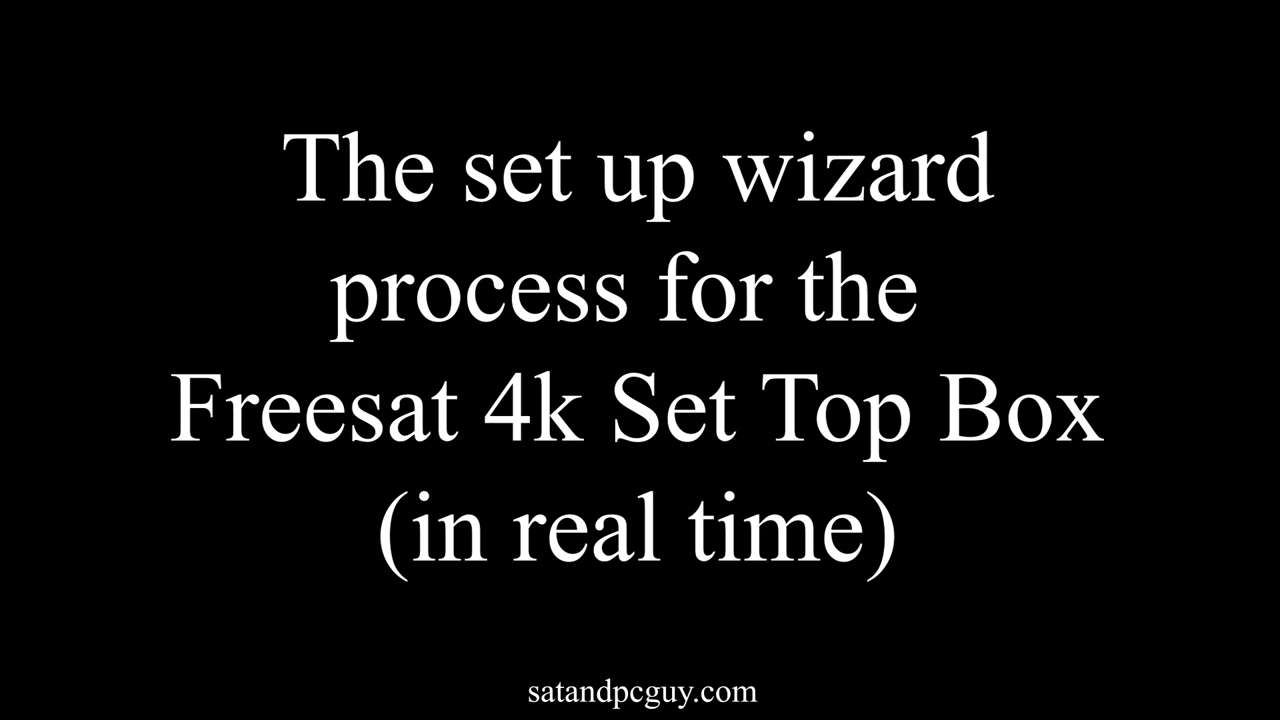 The set up wizard
process for the
Freesat 4k Set Top Box
(in real time)
satandpcguy.com